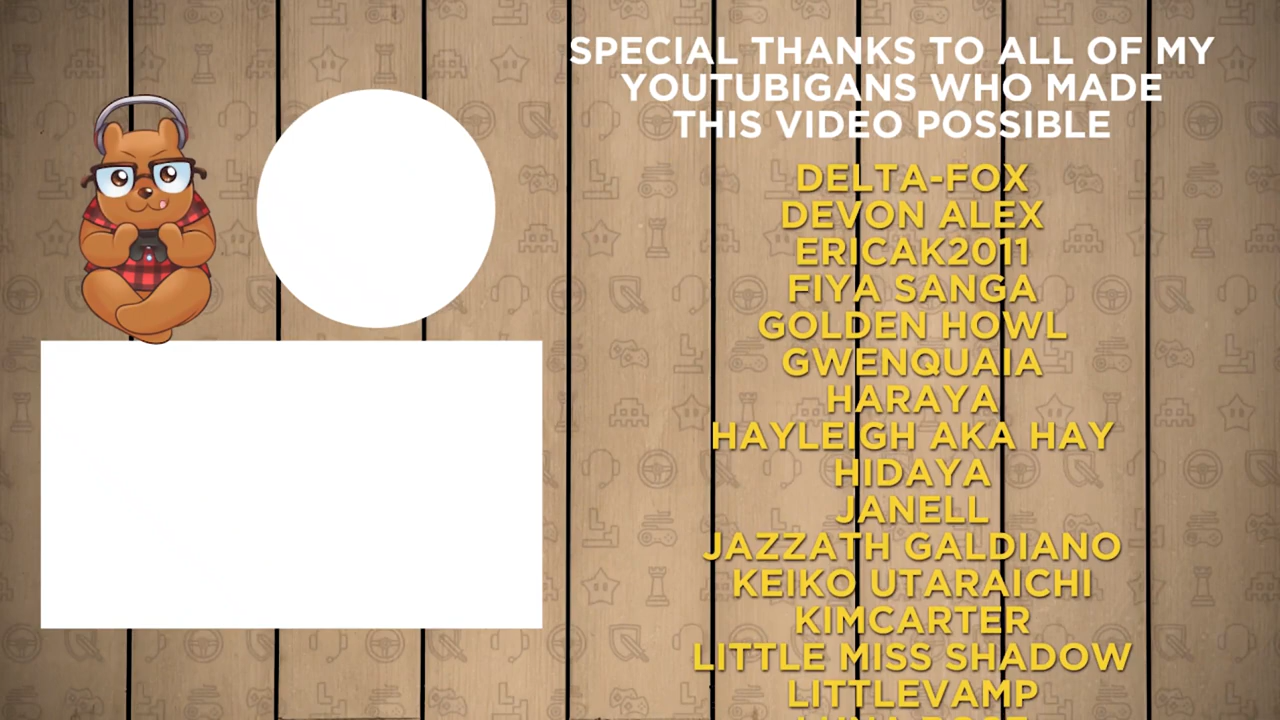 SPECIAL THANKS TO ALL OF MY
YOUTUBIGANS WHO MADE
THIS VIDEO POSSIBLE
DELTA-FOX
DEVON ALEX
ERICAK2011
FIYA SANGA
GOLDEN HOWL
GWENQUAIA
HARAYA
HAYLEIGH AKA HAY
HIDAYA
JANELL
JAZZATH GALDIANO
KEIKO UTARAICHI
KIMCARTER
LITTLE MISS SHADOW
LITTLEVAMP